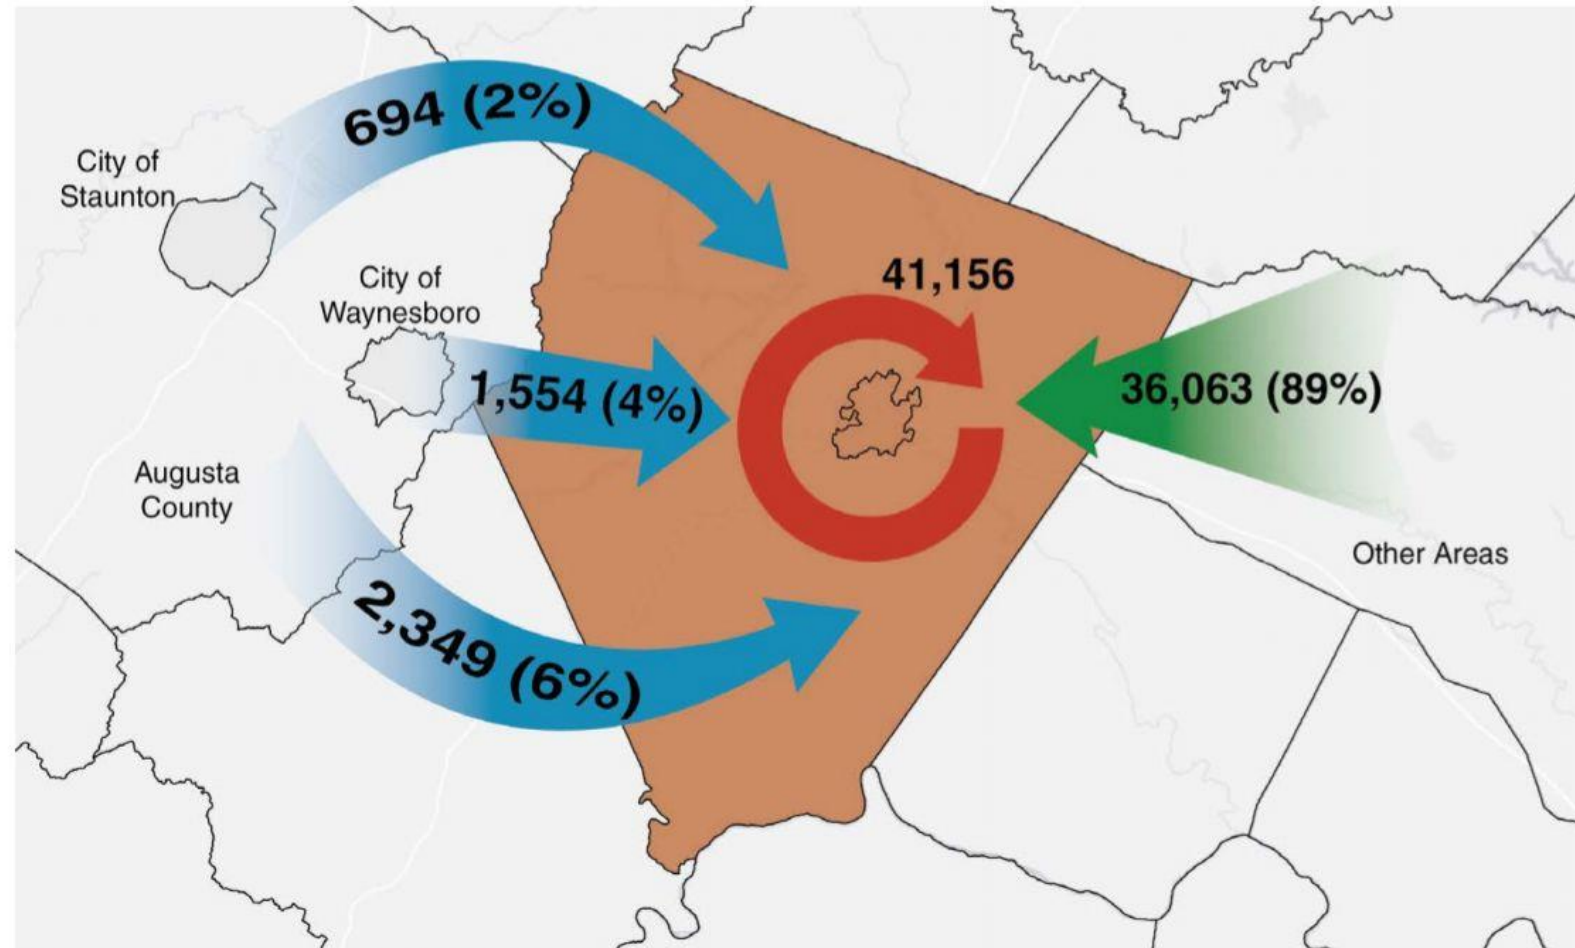 694 (2%)
City of
Staunton
City of
Waynesboro
41,156
1,554 (4%)
36,063 (89%)
Augusta
County
Other Areas
2,349 (6%)